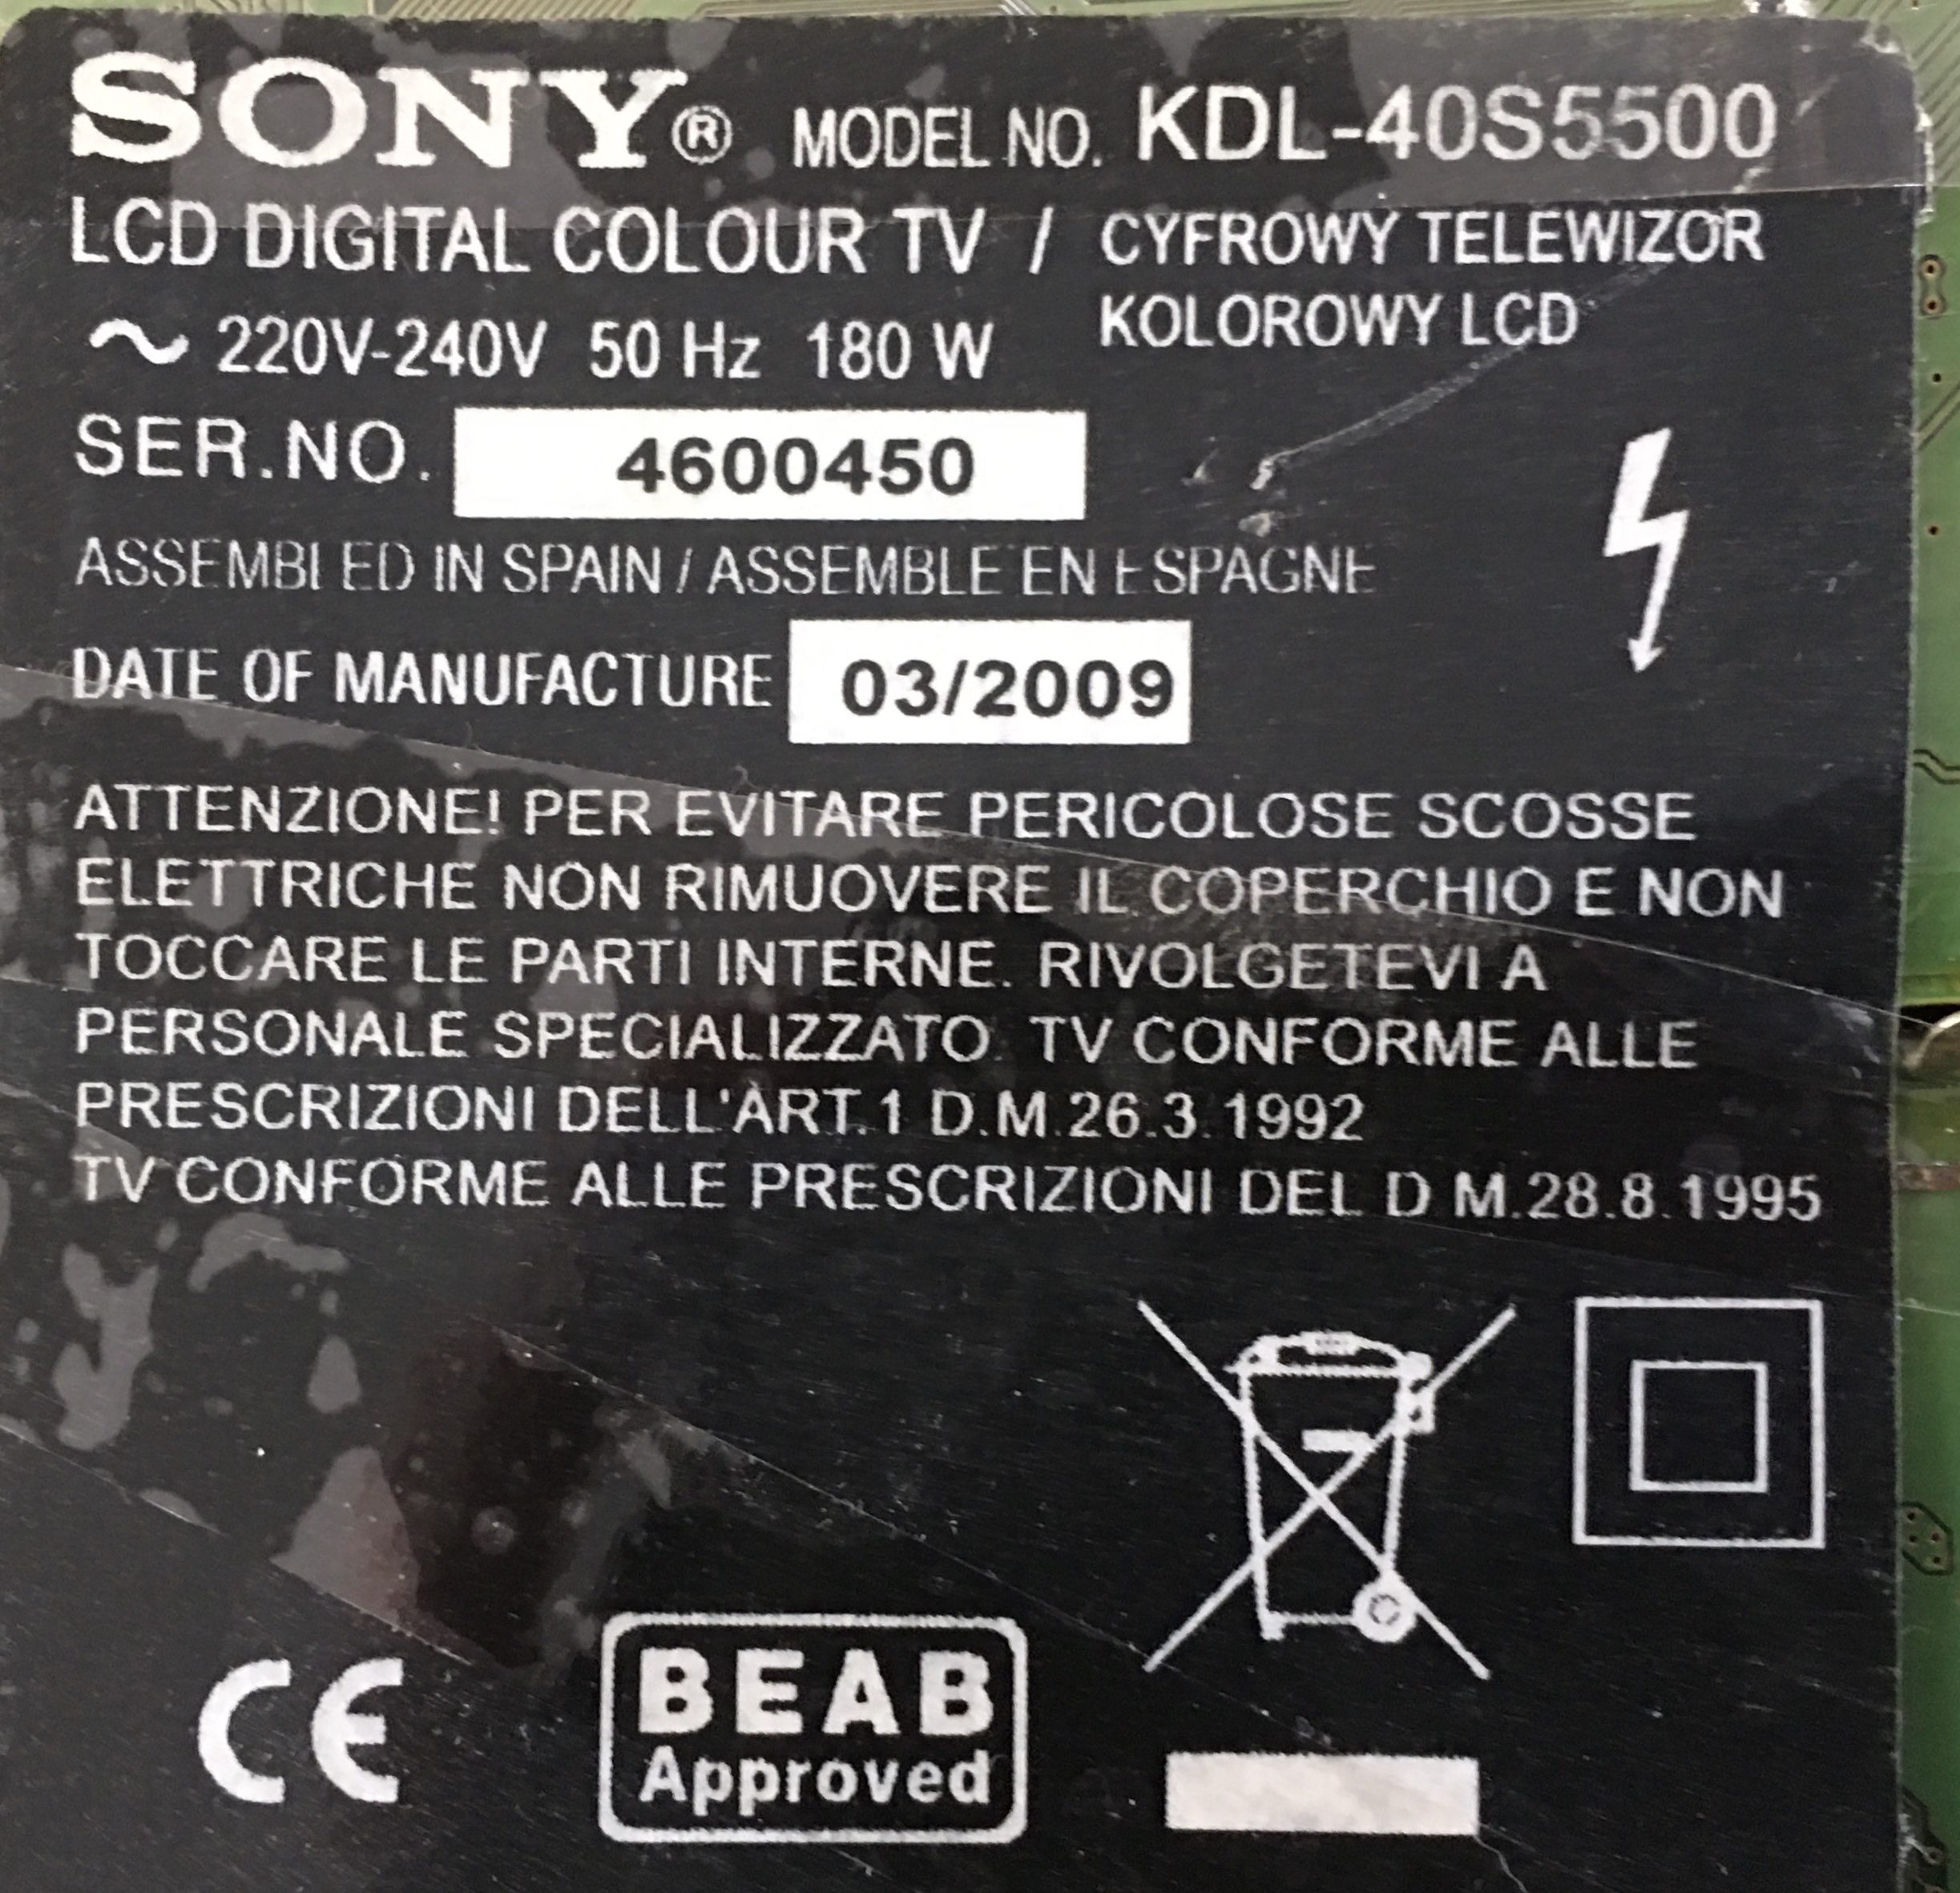 SONY® MODEL NO. KDL-40S5500
LCD DIGITAL COLOUR TV / CYFROWY TELEWIZOR
KOLOROWY LCD
~ 220V-240V 50 Hz 180 W
SER.NO. 4600450
ASSEMBLED IN SPAIN / ASSEMBLE EN ESPAGNE
DATE OF MANUFACTURE 03/2009
ATTENZIONE! PER EVITARE PERICOLOSE SCOSSE
ELETTRICHE NON RIMUOVERE IL COPERCHIO E NON
TOCCARE LE PARTI INTERNE. RIVOLGETEVI A
PERSONALE SPECIALIZZATO. TV CONFORME ALLE
PRESCRIZIONI DELL'ART.1 D.M.26.3.1992
TV CONFORME ALLE PRESCRIZIONI DEL D.M.28.8.1995
CE
BEAB
Approved